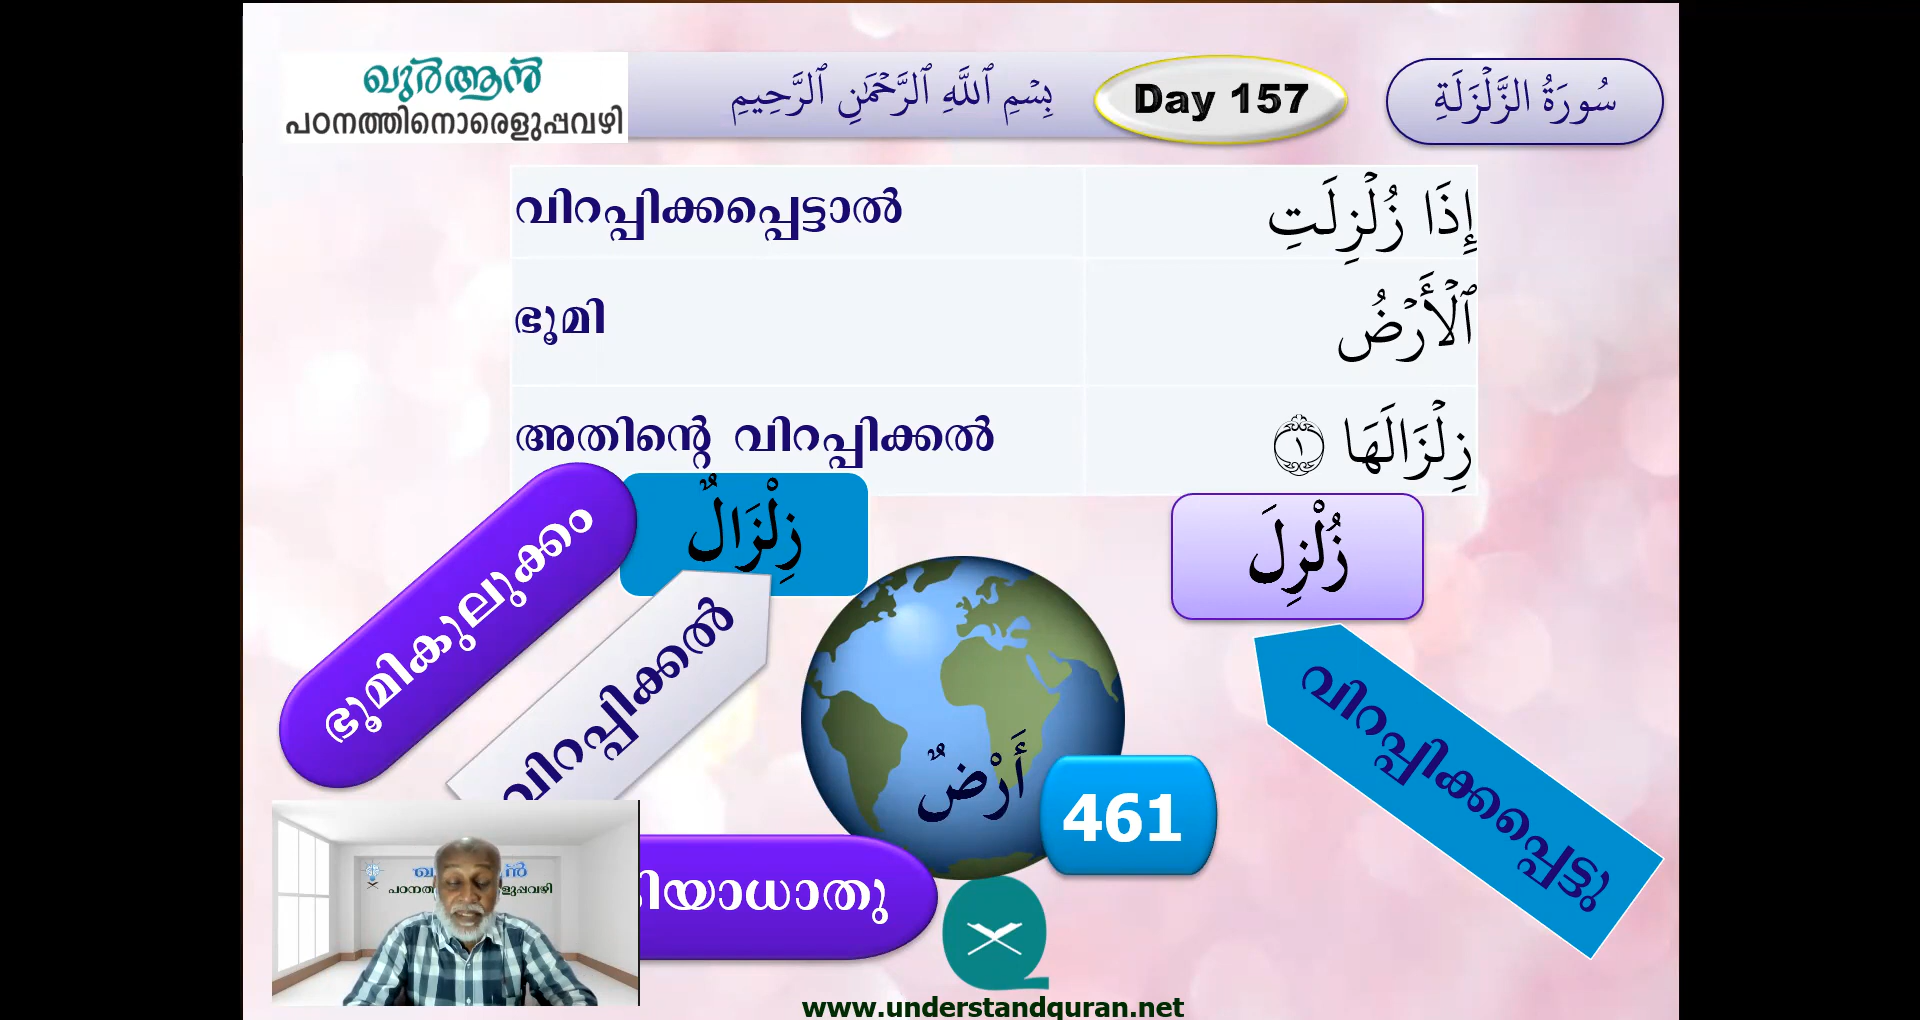 ഖുർആൻ
പഠനത്തിനൊരെളുപ്പവഴി
بِسْمِ ٱللَّهِ ٱلرَّحْمَٰنِ ٱلرَّحِيمِ
Day 157
سُورَةُ الزَّلْزَلَةِ
വിറപ്പിക്കപ്പെട്ടാൽ
إِذَا زُلْزِلَتِ
ഭൂമി
ٱلْأَرْضُ
അതിന്റെ വിറപ്പിക്കൽ
زِلْزَالَهَا ١
ഭൂമികുലുക്കം
زِلْزَالٌ
വിറപ്പിക്കൽ
زُلْزِلَ
വിറപ്പിക്കപ്പെട്ടു
أَرْضٌ
461
www.understandquran.net